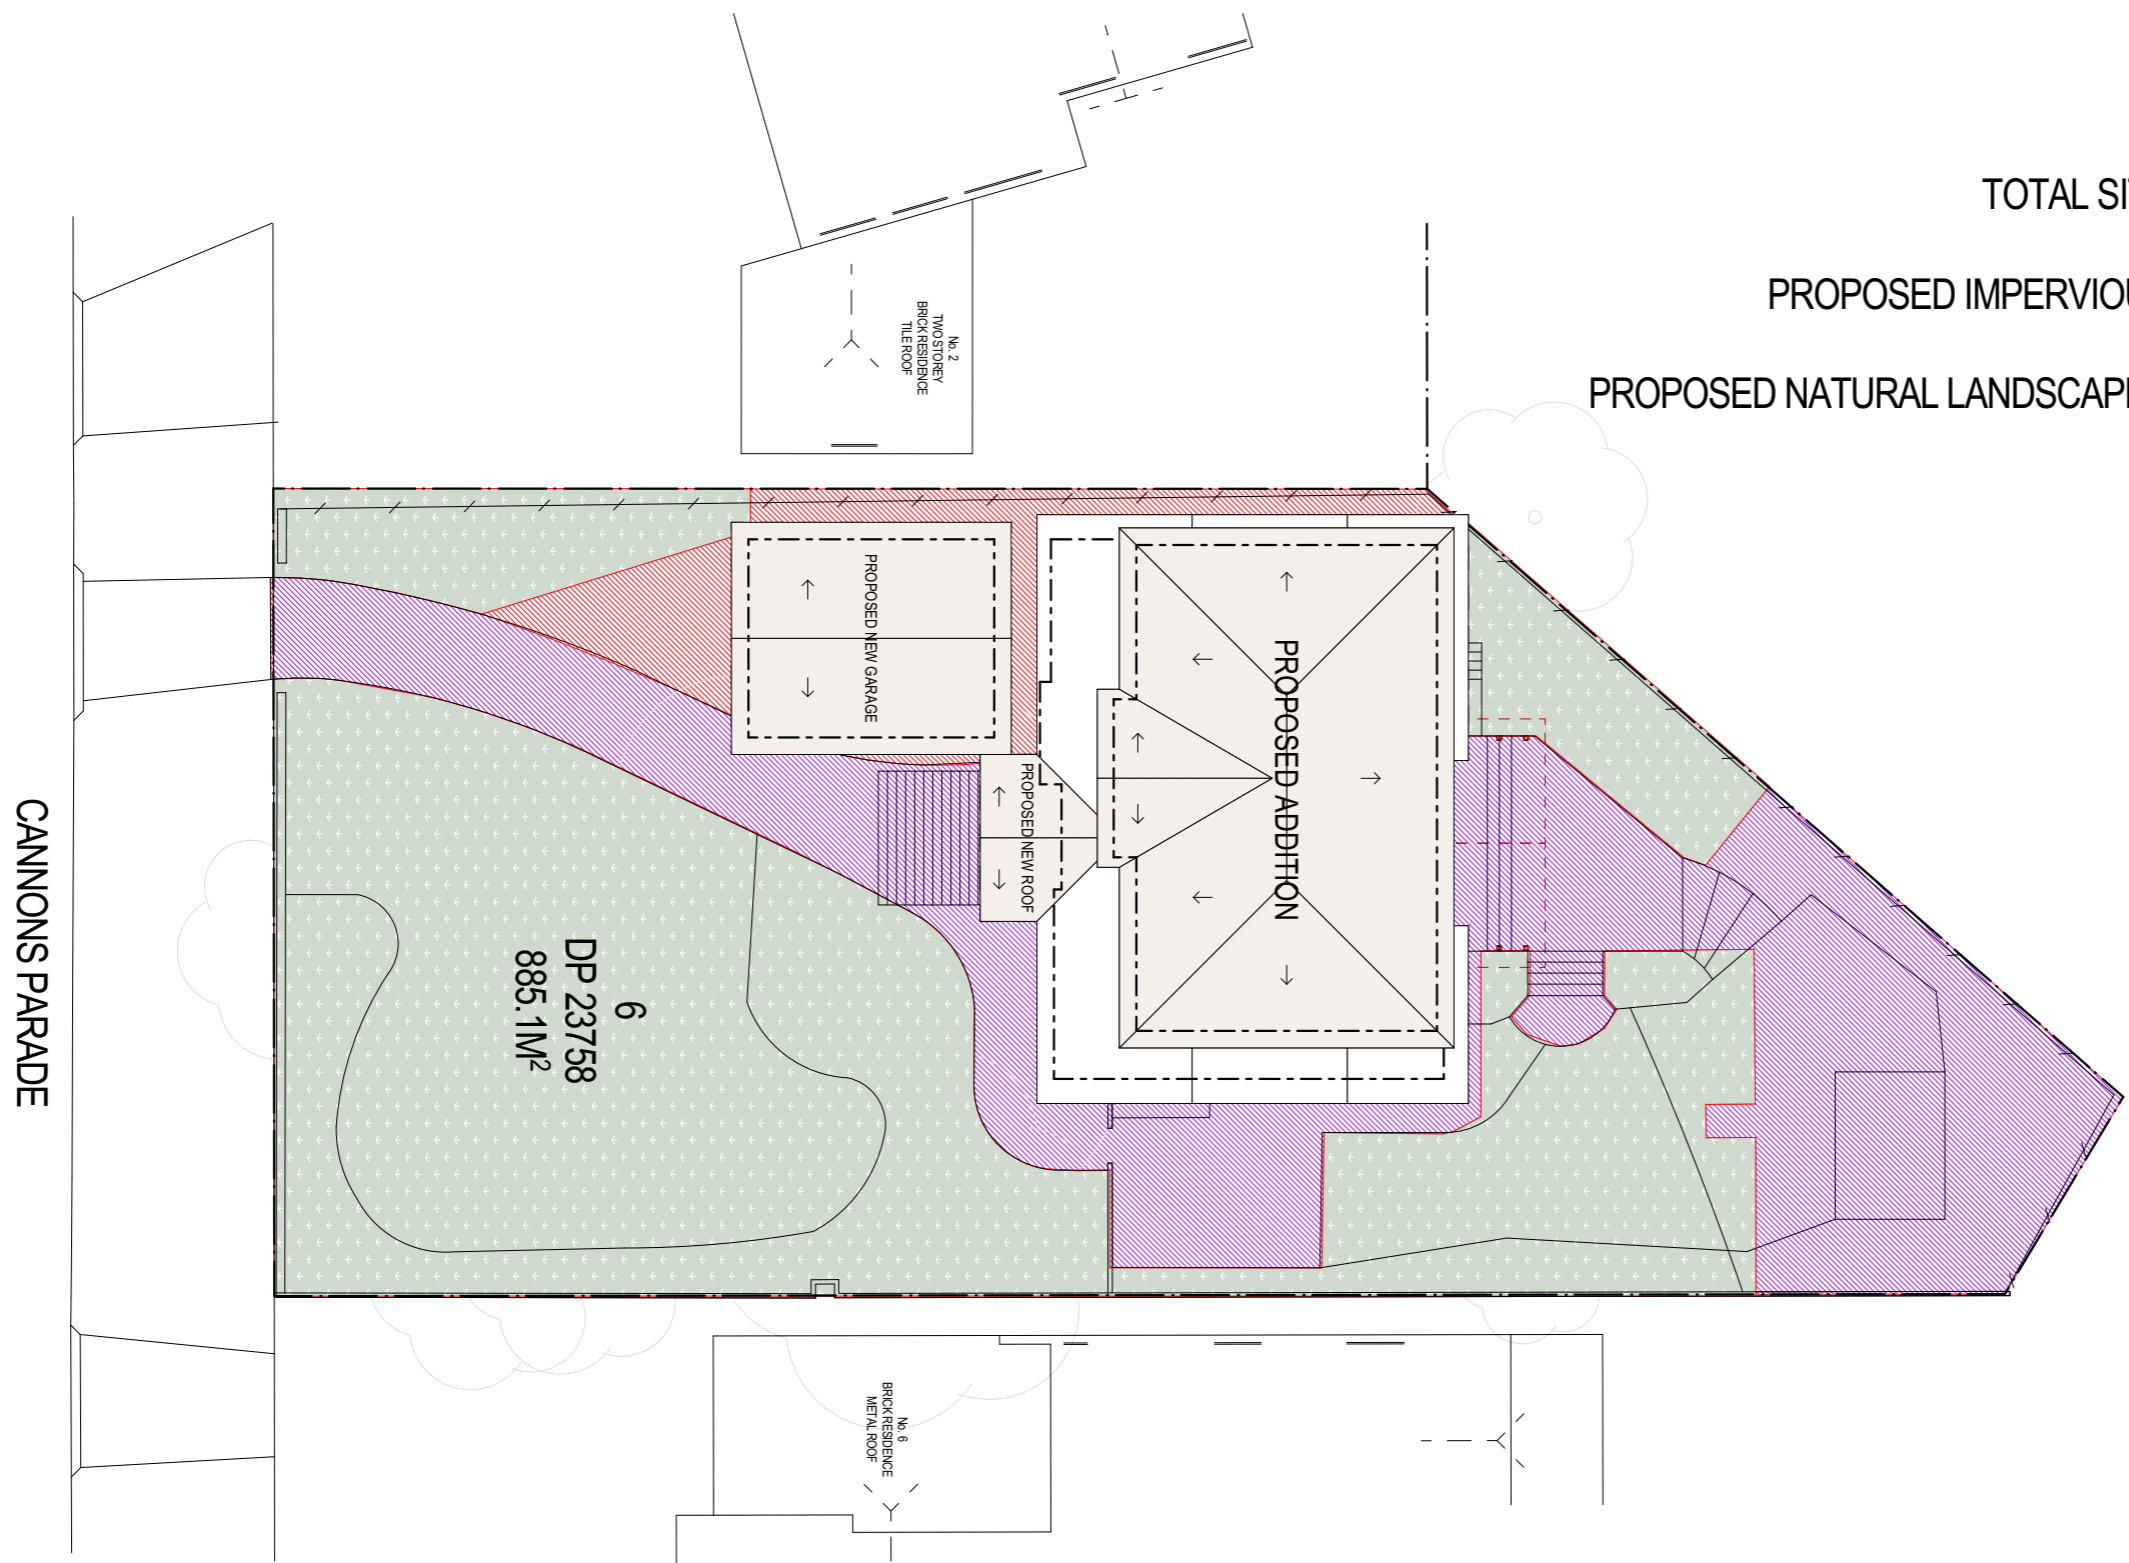 TOTAL SI
PROPOSED IMPERVIOU
PROPOSED NATURAL LANDSCAP
No. 2
TWO STOREY
BRICK RESIDENCE
TILE ROOF
PROPOSED NEW GARAGE
PROPOSED ADDITION
PROPOSED NEW ROOF
CANNONS PARADE
6
DP 23758
885.1M²
No. 6
BRICK RESIDENCE
METAL ROOF